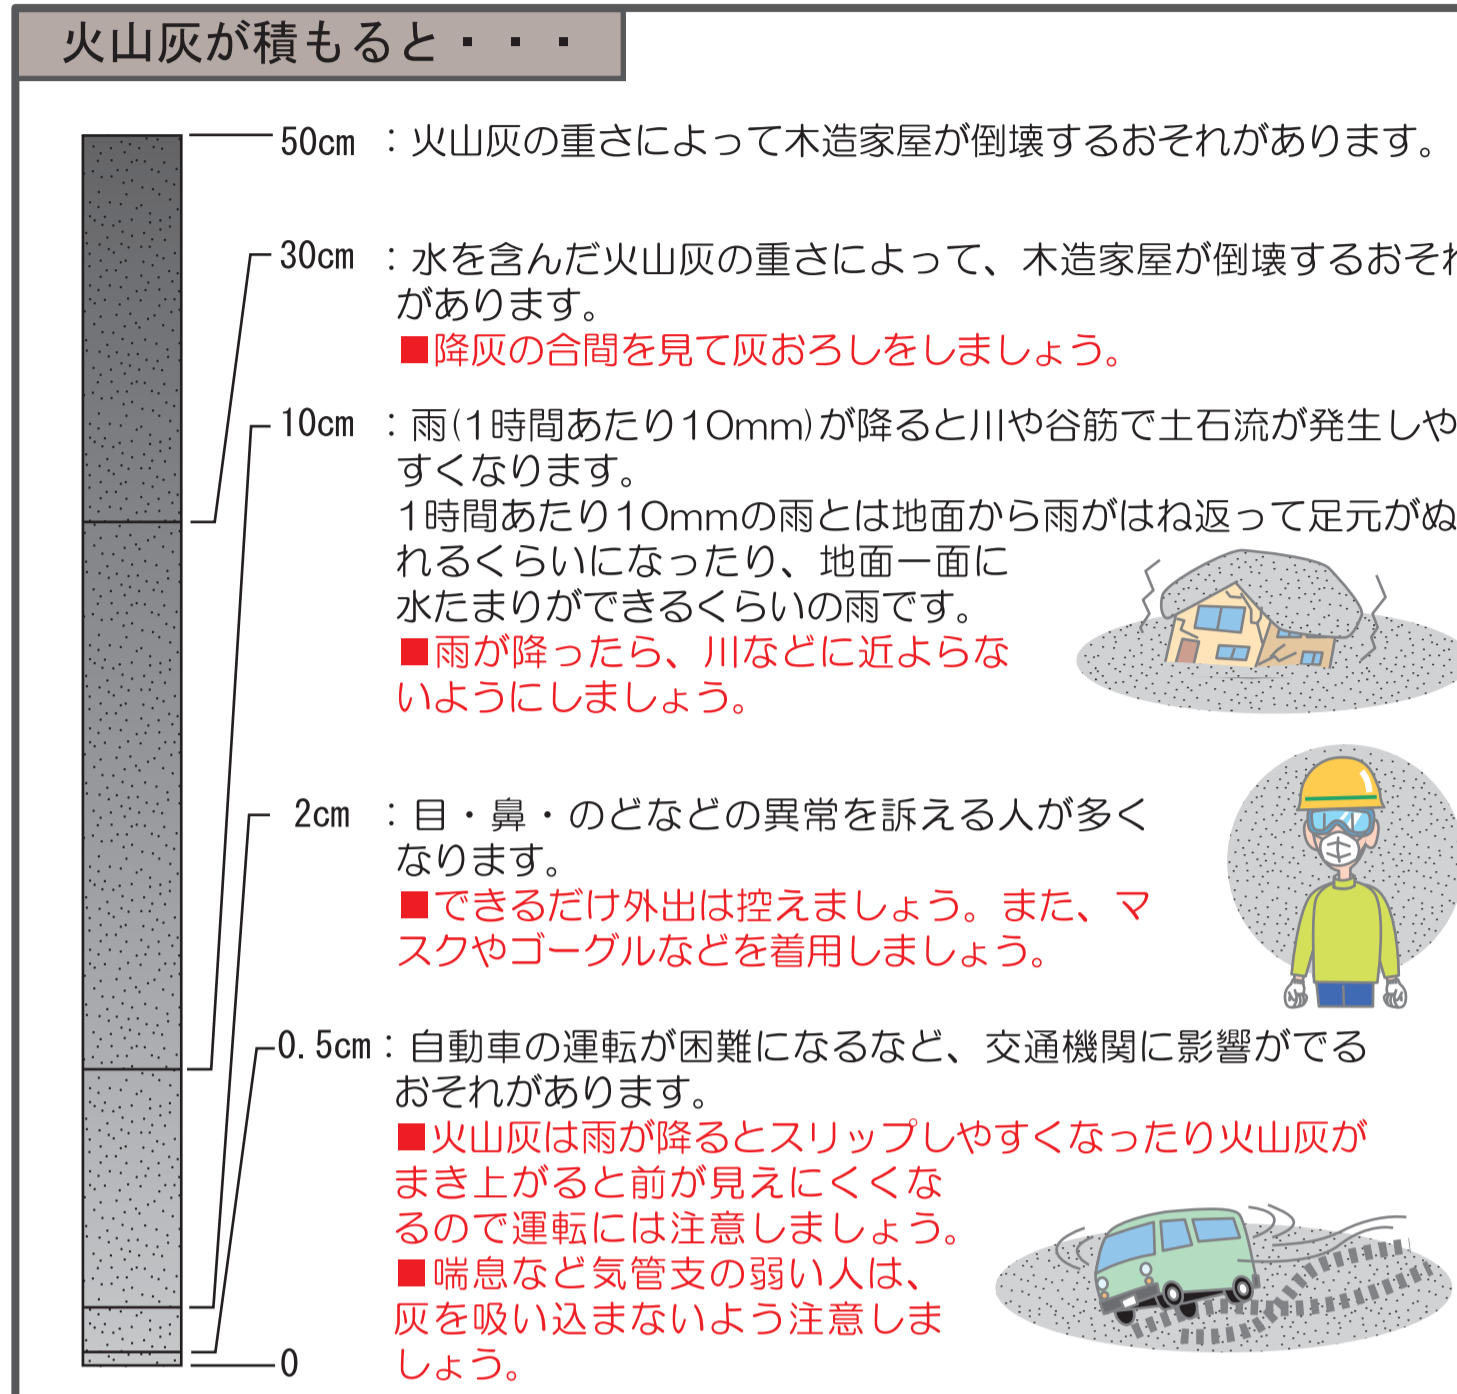 火山灰が積もると・・・
50cm ：火山灰の重さによって木造家屋が倒壊するおそれがあります。
30cm ：水を含んだ火山灰の重さによって、木造家屋が倒壊するおそれ
があります。
■降灰の合間を見て灰おろしをしましょう。
10cm ：雨(1時間あたり10mm)が降ると川や谷筋で土石流が発生しや
すくなります。
1時間あたり10mmの雨とは地面から雨がはね返って足元がぬ
れるくらいになったり、地面一面に
水たまりができるくらいの雨です。
■雨が降ったら、川などに近よらな
いようにしましょう。
2cm ：目・鼻・のどなどの異常を訴える人が多く
なります。
■できるだけ外出は控えましょう。また、マ
スクやゴーグルなどを着用しましょう。
0.5cm：自動車の運転が困難になるなど、交通機関に影響がでる
おそれがあります。
■火山灰は雨が降るとスリップしやすくなったり火山灰が
まき上がると前が見えにくくな
るので運転には注意しましょう。
■喘息など気管支の弱い人は、
灰を吸い込まないよう注意しま
しょう。
0